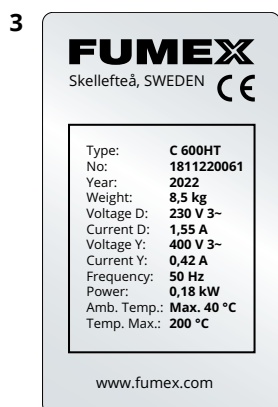 3
FUMEX
Skellefteå, SWEDEN CE
Type: C 600HT
No: 1811220061
Year: 2022
Weight: 8,5 kg
Voltage D: 230 V 3~
Current D: 1,55 A
Voltage Y: 400 V 3~
Current Y: 0,42 A
Frequency: 50 Hz
Power: 0,18 kW
Amb. Temp.: Max. 40 °C
Temp. Max.: 200 °C
www.fumex.com